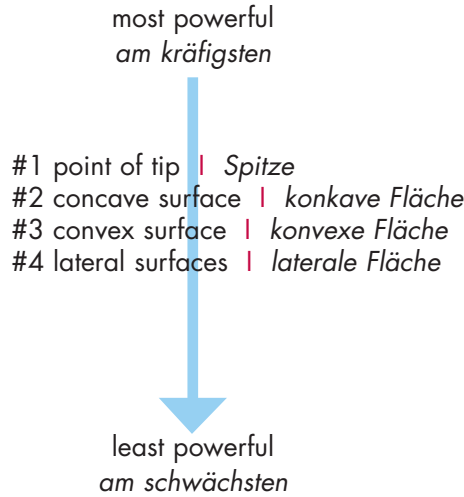 most powerful
am kräfigsten
#1 point of tip | Spitze
#2 concave surface | konkave Fläche
#3 convex surface | konvexe Fläche
#4 lateral surfaces | laterale Fläche
least powerful
am schwächsten